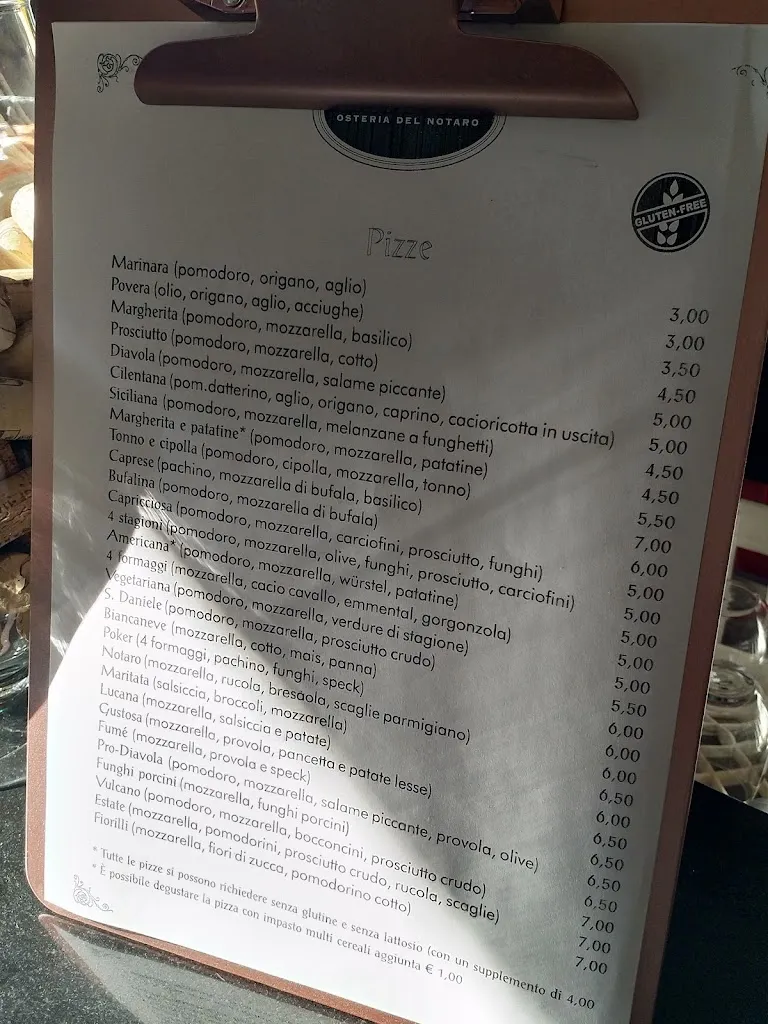 OSTERIA DEL NOTARO
GLUTEN-FREE
Pizze
Marinara (pomodoro, origano, aglio) 3,00
Povera (olio, origano, aglio, acciughe) 3,00
Margherita (pomodoro, mozzarella, basilico) 3,50
Prosciutto (pomodoro, mozzarella, cotto) 4,50
Diavola (pomodoro, mozzarella, salame piccante) 5,00
Cilentana (pom.datterino, aglio, origano, caprino, cacioricotta in uscita) 5,00
Siciliana (pomodoro, mozzarella, melanzane a funghetti) 4,50
Margherita e patatine* (pomodoro, mozzarella, patatine) 4,50
Tonno e cipolla (pomodoro, cipolla, mozzarella, tonno) 5,50
Caprese (pachino, mozzarella di bufala, basilico) 7,00
Bufalina (pomodoro, mozzarella di bufala) 6,00
Capricciosa (pomodoro, mozzarella, carciofini, prosciutto, funghi) 5,00
4 stagioni (pomodoro, mozzarella, olive, funghi, prosciutto, carciofini) 5,00
Americana* (pomodoro, mozzarella, würstel, patatine) 5,00
4 formaggi (mozzarella, cacio cavallo, emmental, gorgonzola) 5,00
Vegetariana (pomodoro, mozzarella, verdure di stagione) 5,00
S. Daniele (pomodoro, mozzarella, prosciutto crudo) 5,50
Biancaneve (mozzarella, cotto, mais, panna) 6,00
Poker (4 formaggi, pachino, funghi, speck) 6,00
Notaro (mozzarella, rucola, bresaola, scaglie parmigiano) 6,00
Maritata (salsiccia, broccoli, mozzarella) 6,50
Lucana (mozzarella, salsiccia e patate) 6,00
Gustosa (mozzarella, provola, pancetta e patate lesse) 6,50
Fumé (mozzarella, provola e speck) 6,50
Pro-Diavola (pomodoro, mozzarella, salame piccante, provola, olive) 6,50
Funghi porcini (mozzarella, funghi porcini) 6,50
Vulcano (pomodoro, mozzarella, bocconcini, prosciutto crudo) 7,00
Estate (mozzarella, pomodorini, prosciutto crudo, rucola, scaglie) 7,00
Fiorilli (mozzarella, fiori di zucca, pomodorino cotto) 7,00
* Tutte le pizze si possono richiedere senza glutine e senza lattosio (con un supplemento di 4,00
* È possibile degustare la pizza con impasto multi cereali aggiunta € 1,00